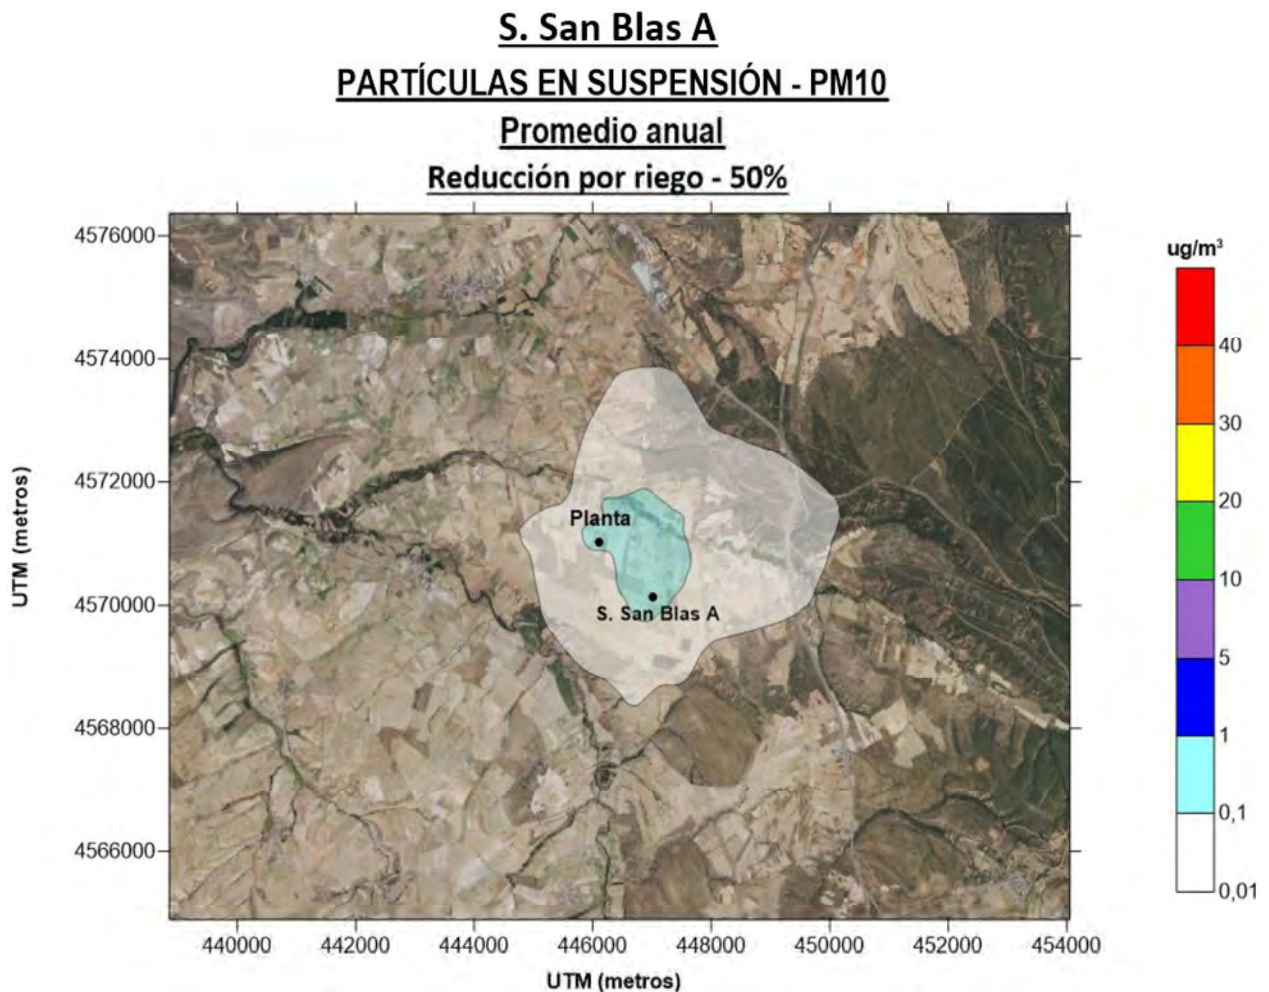 S. San Blas A
PARTÍCULAS EN SUSPENSIÓN - PM10
Promedio anual
Reducción por riego - 50%
4576000
4574000
4572000
4570000
4568000
4566000
UTM (metros)
Planta
S. San Blas A
440000 442000 444000 446000 448000 450000 452000 454000
UTM (metros)
ug/m³
40
30
20
10
5
1
0,1
0,01